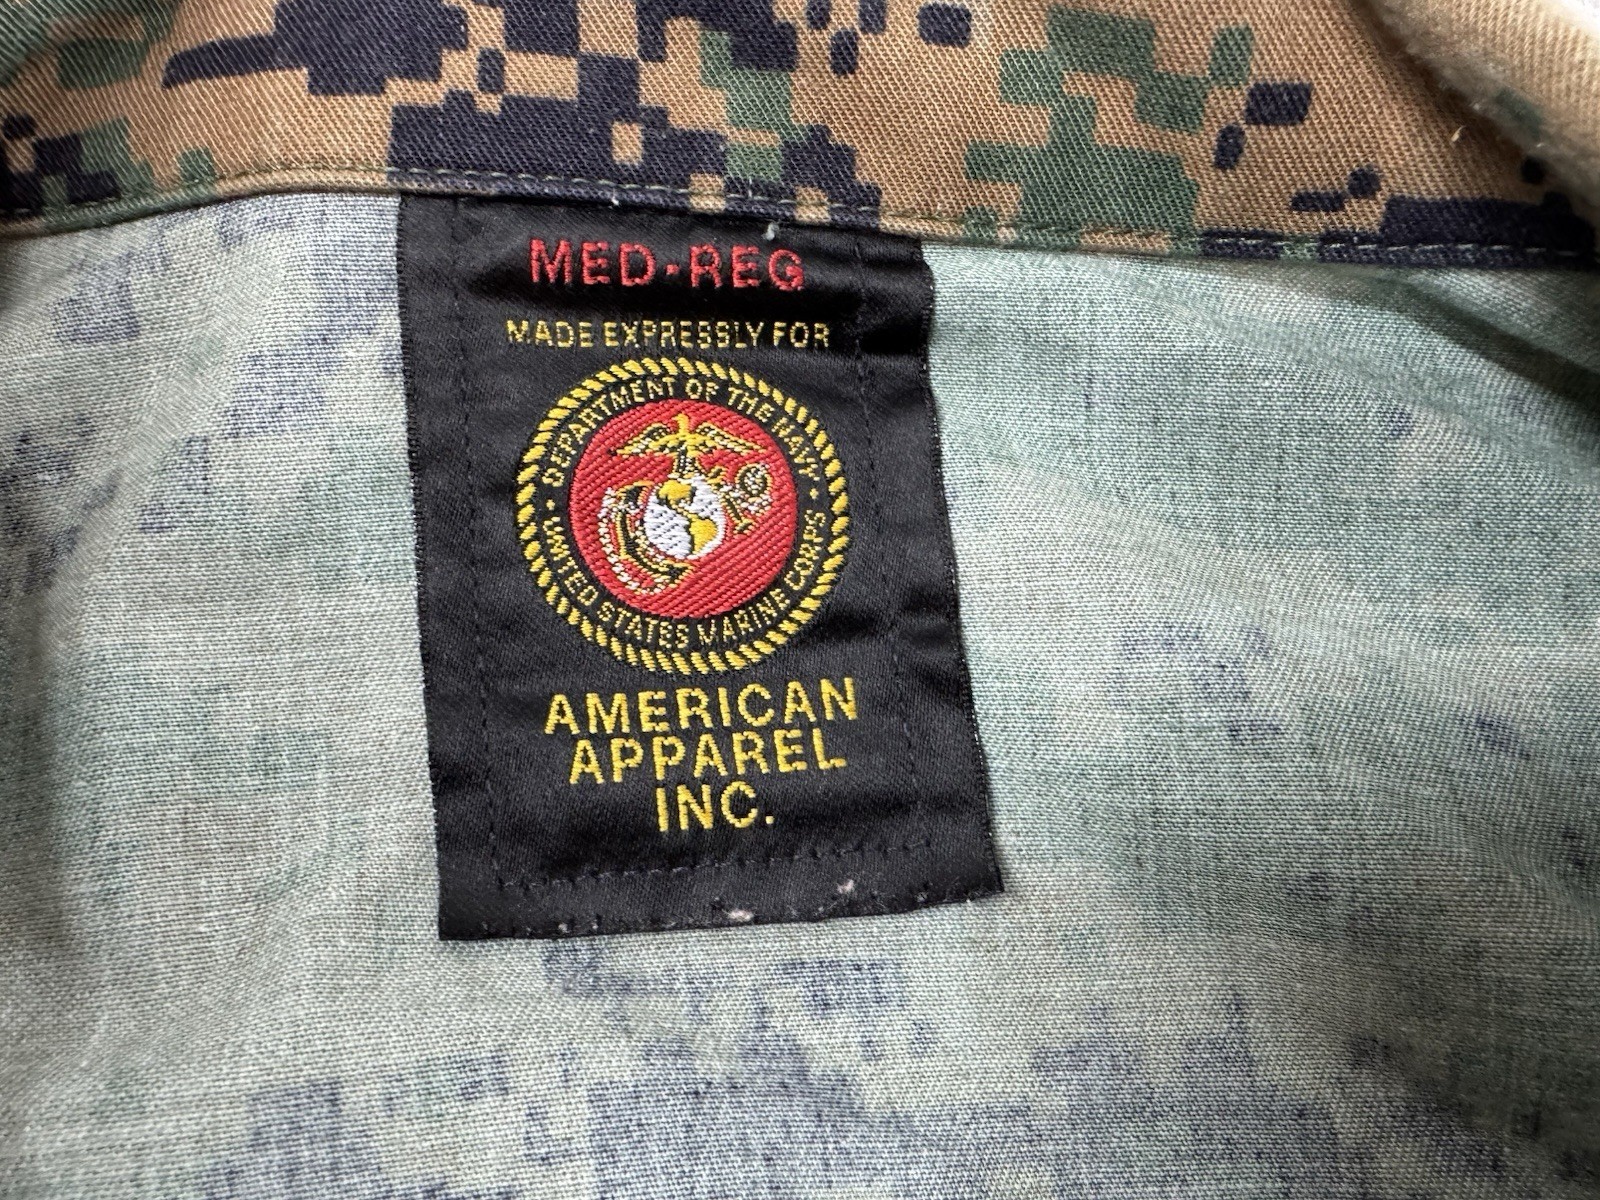 MED-REG
MADE EXPRESSLY FOR
DEPARTMENT OF THE NAVY
UNITED STATES MARINE CORPS
AMERICAN
APPAREL
INC.